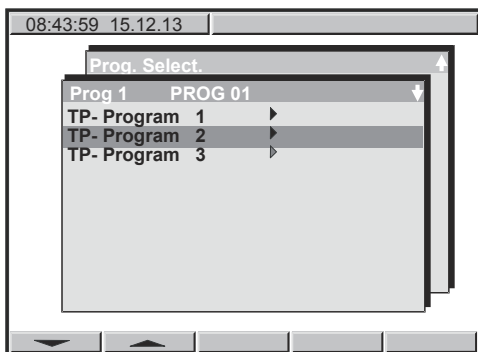 08:43:59 15.12.13
Prog. Select.
Prog 1 PROG 01
TP- Program 1
TP- Program 2
TP- Program 3